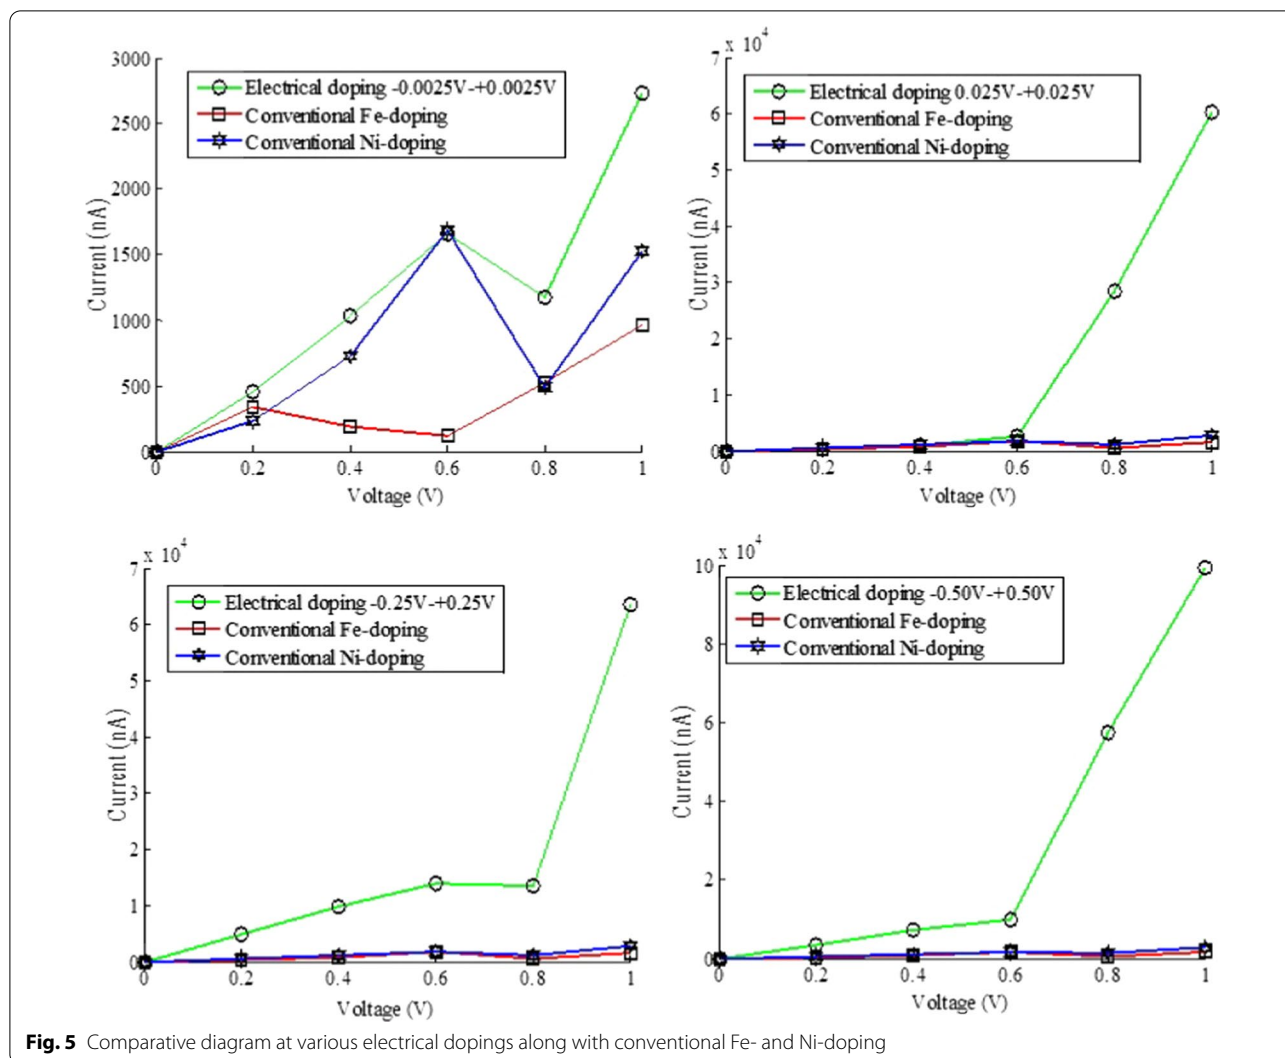 3000
2500
2000
1500
1000
500
0
Current (nA)
Electrical doping -0.0025V-+0.0025V
Conventional Fe-doping
Conventional Ni-doping
0 0.2 0.4 0.6 0.8 1
Voltage (V)
x 10^4
7
6
5
4
3
2
1
0
Current (nA)
Electrical doping 0.025V-+0.025V
Conventional Fe-doping
Conventional Ni-doping
0 0.2 0.4 0.6 0.8 1
Voltage (V)
x 10^4
7
6
5
4
3
2
1
0
Current (nA)
Electrical doping -0.25V-+0.25V
Conventional Fe-doping
Conventional Ni-doping
0 0.2 0.4 0.6 0.8 1
Voltage (V)
x 10^4
10
8
6
4
2
0
Current (nA)
Electrical doping -0.50V-+0.50V
Conventional Fe-doping
Conventional Ni-doping
0 0.2 0.4 0.6 0.8 1
Voltage (V)
Fig. 5 Comparative diagram at various electrical dopings along with conventional Fe- and Ni-doping